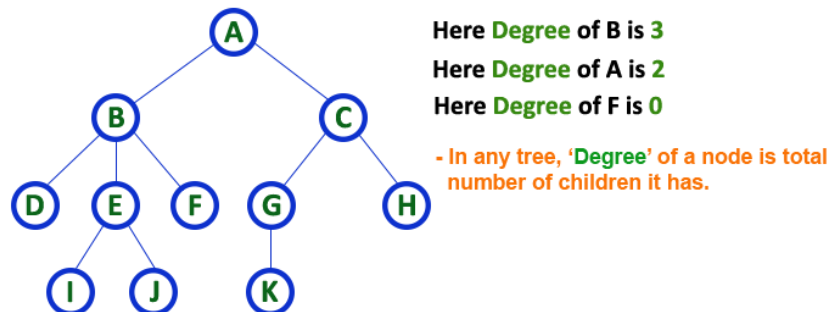 A
Here Degree of B is 3
Here Degree of A is 2
Here Degree of F is 0
B
C
- In any tree, ‘Degree’ of a node is total
number of children it has.
D
E
F
G
H
I
J
K